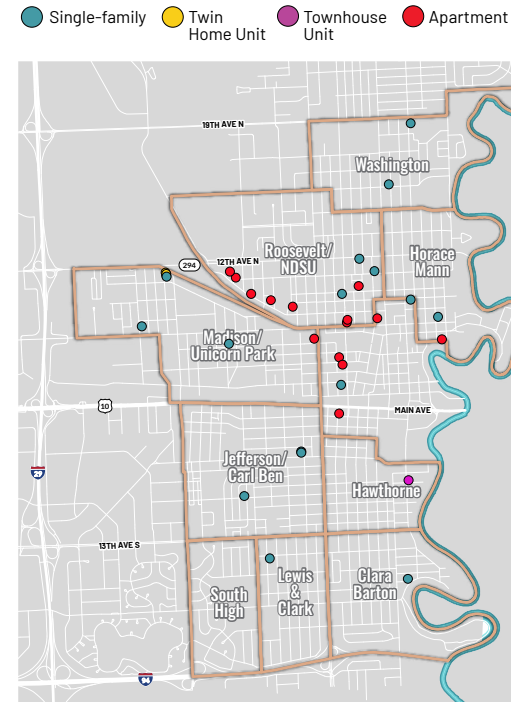 Single-family
Twin
Home Unit
Townhouse
Unit
Apartment
19TH AVE N
Washington
294
12TH AVE N
Roosevelt/
NDSU
Horace
Mann
Madison/
Unicorn Park
10
MAIN AVE
29
Jefferson/
Carl Ben
Hawthorne
13TH AVE S
South
High
Lewis
&
Clark
Clara
Barton
94